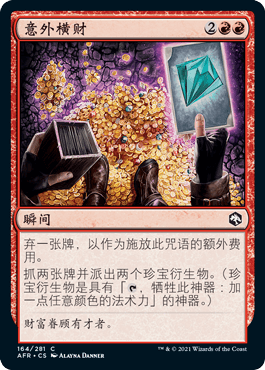 意外横财 2
瞬间
弃一张牌，以作为施放此咒语的额外费
用。
抓两张牌并派出两个珍宝衍生物。（珍
宝衍生物是具有「，牺牲此神器：加
一点任意颜色的法术力」的神器。）
财富眷顾有才者。
164/281 C
AFR • CS ALAYNA DANNER
™ & © 2021 Wizards of the Coast